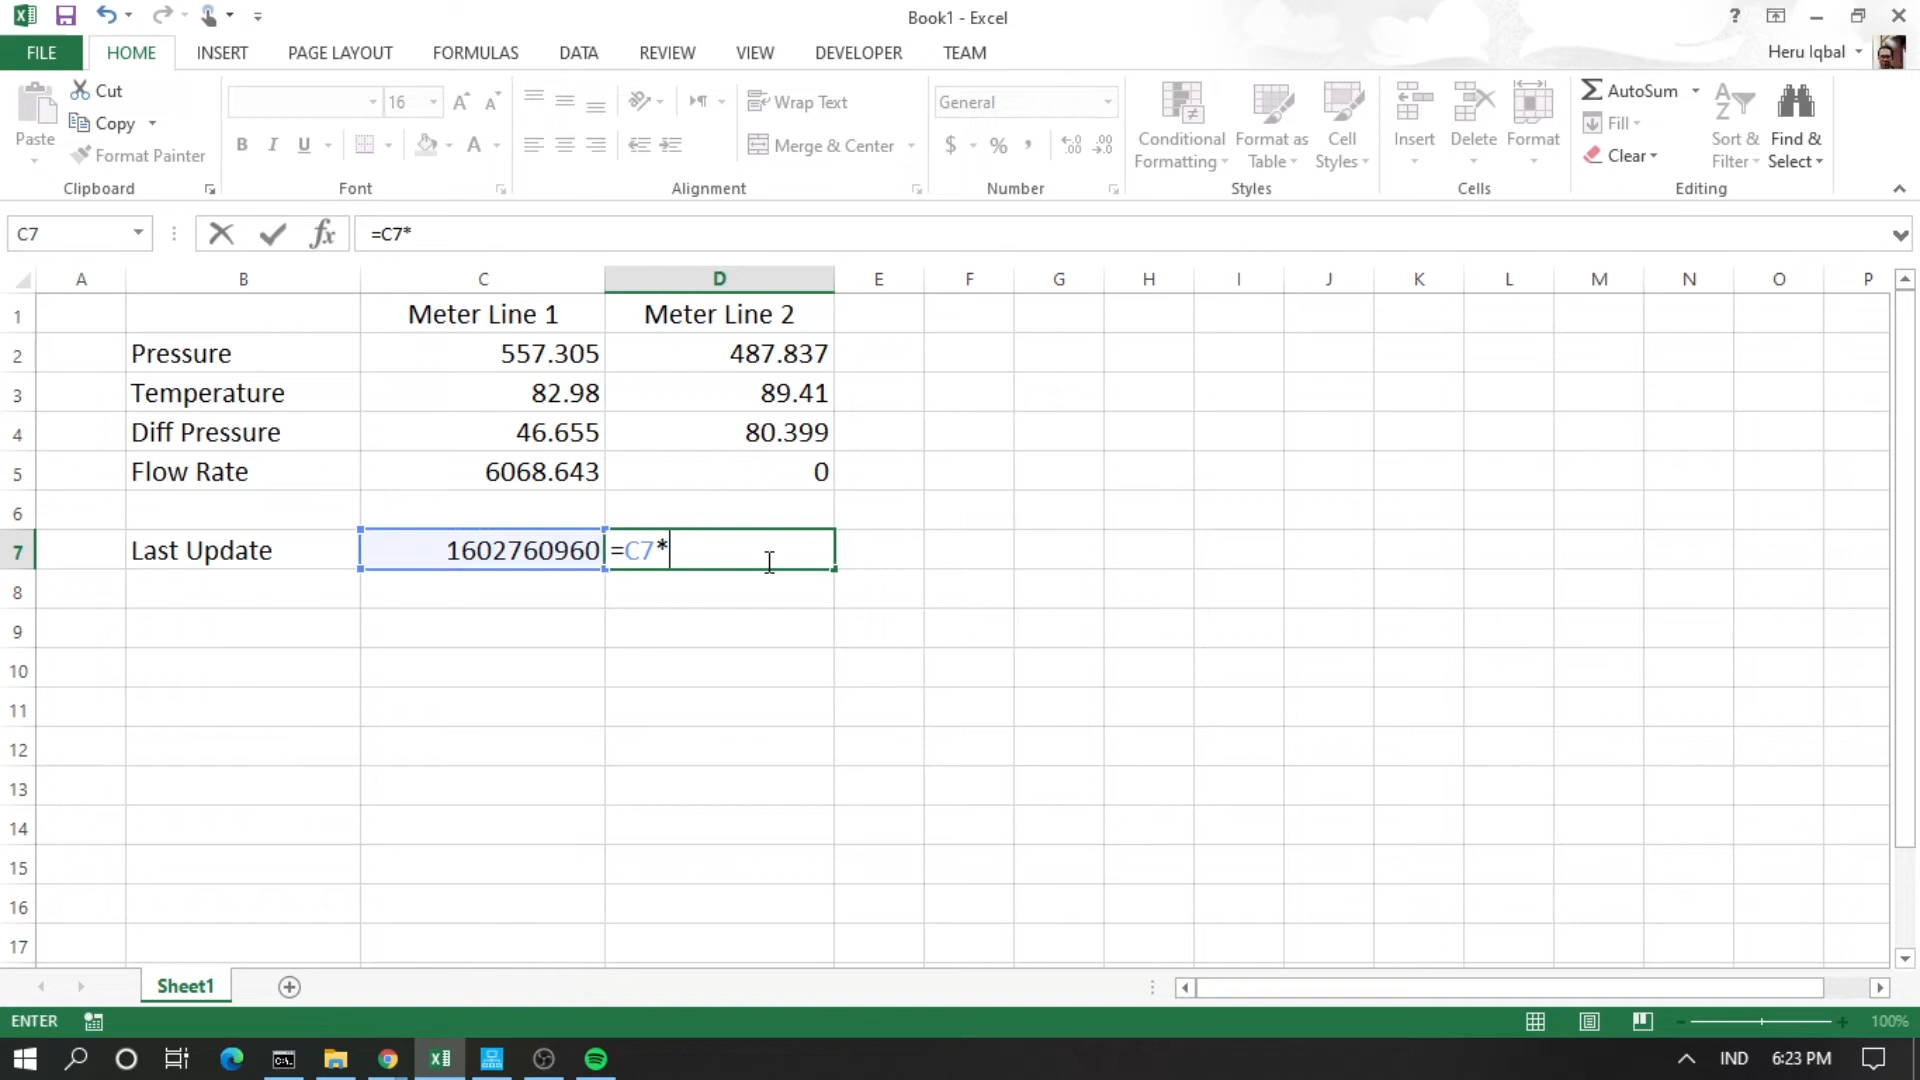 Book1 - Excel
FILE HOME INSERT PAGE LAYOUT FORMULAS DATA REVIEW VIEW DEVELOPER TEAM
Heru Iqbal
Paste
Cut
Copy
Format Painter
Clipboard
16
B I U
A
Font
Wrap Text
Merge & Center
Alignment
General
$ % ,
Number
Conditional Formatting
Format as Table
Cell Styles
Styles
Insert
Delete
Format
Cells
AutoSum
Fill
Clear
Sort & Filter
Find & Select
Editing
C7
fx
=C7*
A B C D E F G H I J K L M N O P
1 Meter Line 1 Meter Line 2
2 Pressure 557.305 487.837
3 Temperature 82.98 89.41
4 Diff Pressure 46.655 80.399
5 Flow Rate 6068.643 0
6
7 Last Update 1602760960 =C7*
8
9
10
11
12
13
14
15
16
17
Sheet1
ENTER
100%
IND
6:23 PM